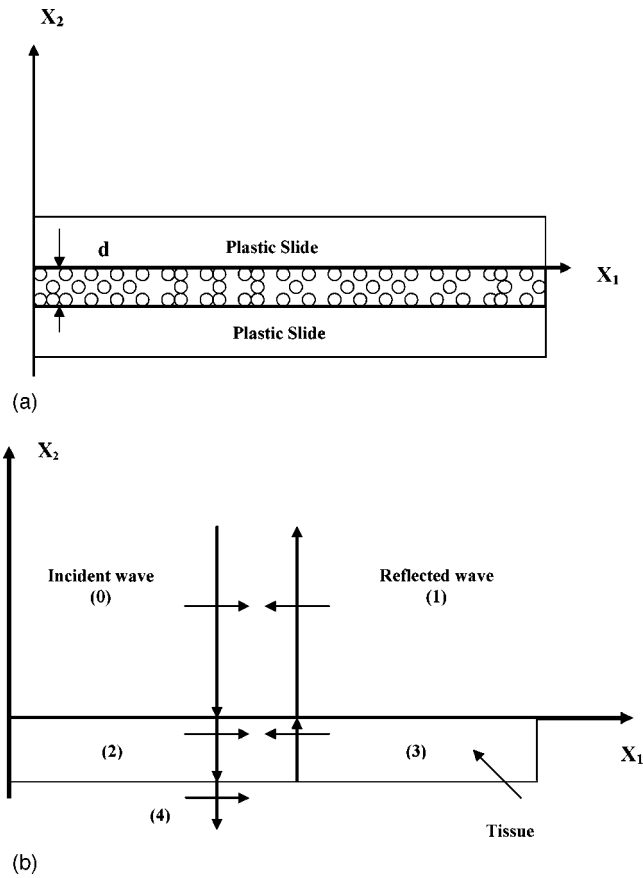 X2
d
Plastic Slide
X1
Plastic Slide
(a)
X2
Incident wave
(0)
Reflected wave
(1)
(2)
(3)
X1
(4)
Tissue
(b)